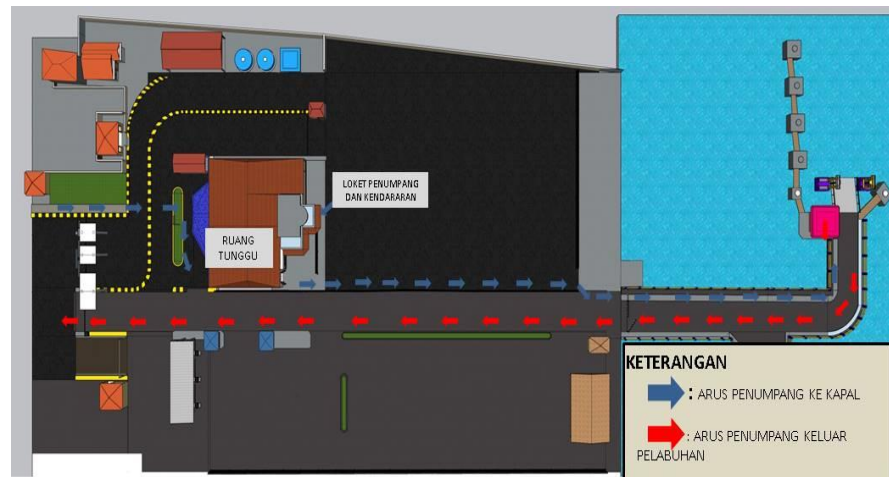 LOKET PENUMPANG
DAN KENDARARAN
RUANG
TUNGGU
KETERANGAN
: ARUS PENUMPANG KE KAPAL
: ARUS PENUMPANG KELUAR
PELABUHAN